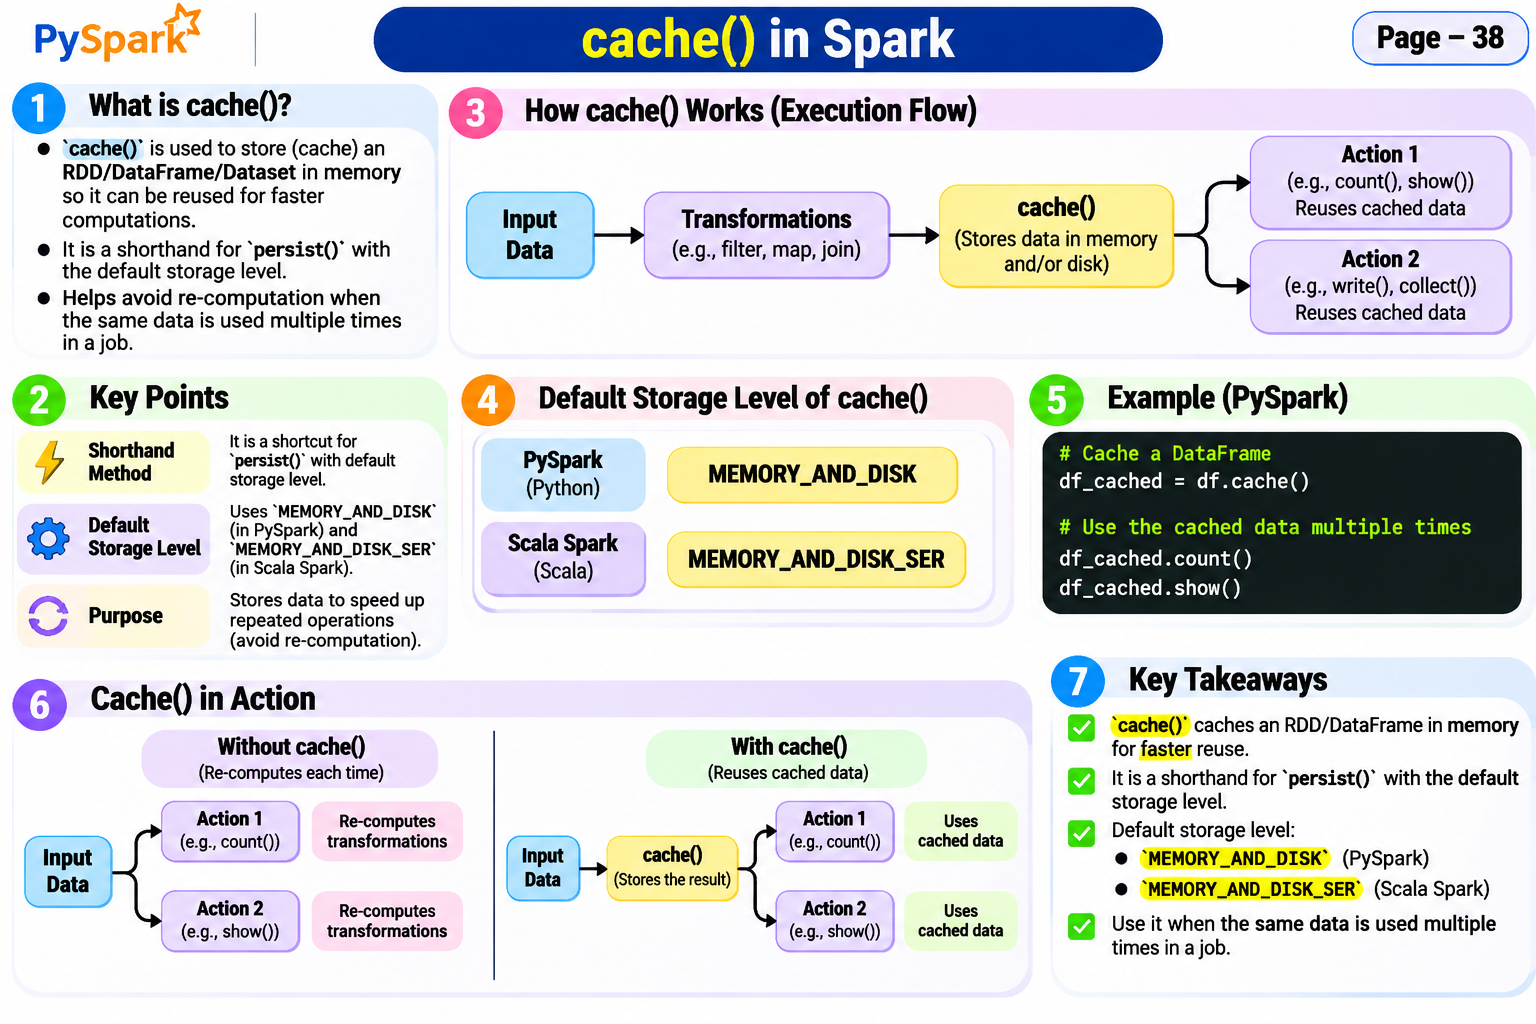 PySpark
cache() in Spark
Page – 38
1
What is cache()?
● `cache()` is used to store (cache) an
RDD/DataFrame/Dataset in memory
so it can be reused for faster
computations.
● It is a shorthand for `persist()` with
the default storage level.
● Helps avoid re-computation when
the same data is used multiple times
in a job.
3
How cache() Works (Execution Flow)
Input
Data
Transformations
(e.g., filter, map, join)
cache()
(Stores data in memory
and/or disk)
Action 1
(e.g., count(), show())
Reuses cached data
Action 2
(e.g., write(), collect())
Reuses cached data
2
Key Points
Shorthand
Method
It is a shortcut for
`persist()` with default
storage level.
Default
Storage Level
Uses `MEMORY_AND_DISK`
(in PySpark) and
`MEMORY_AND_DISK_SER`
(in Scala Spark).
Purpose
Stores data to speed up
repeated operations
(avoid re-computation).
4
Default Storage Level of cache()
PySpark
(Python)
MEMORY_AND_DISK
Scala Spark
(Scala)
MEMORY_AND_DISK_SER
5
Example (PySpark)
# Cache a DataFrame
df_cached = df.cache()
# Use the cached data multiple times
df_cached.count()
df_cached.show()
6
Cache() in Action
Without cache()
(Re-computes each time)
Input
Data
Action 1
(e.g., count())
Re-computes
transformations
Action 2
(e.g., show())
Re-computes
transformations
With cache()
(Reuses cached data)
Input
Data
cache()
(Stores the result)
Action 1
(e.g., count())
Uses
cached data
Action 2
(e.g., show())
Uses
cached data
7
Key Takeaways
`cache()` caches an RDD/DataFrame in memory
for faster reuse.
It is a shorthand for `persist()` with the default
storage level.
Default storage level:
● `MEMORY_AND_DISK` (PySpark)
● `MEMORY_AND_DISK_SER` (Scala Spark)
Use it when the same data is used multiple
times in a job.